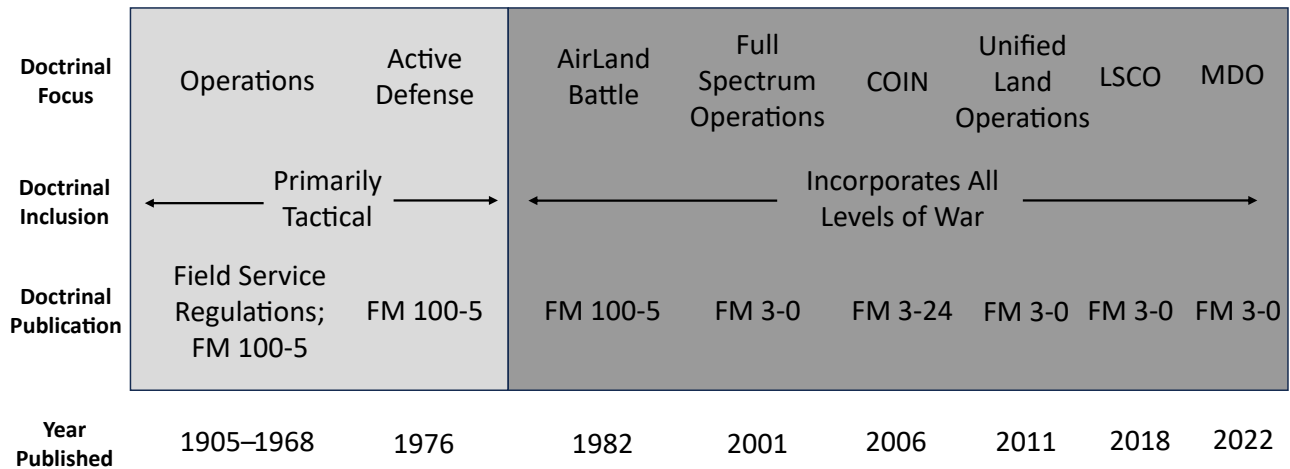 Doctrinal
Focus
Operations
Active
Defense
AirLand
Battle
Full
Spectrum
Operations
COIN
Unified
Land
Operations
LSCO
MDO
Doctrinal
Inclusion
Primarily
Tactical
Incorporates All
Levels of War
Doctrinal
Publication
Field Service
Regulations;
FM 100-5
FM 100-5
FM 100-5
FM 3-0
FM 3-24
FM 3-0
FM 3-0
FM 3-0
Year
Published
1905–1968
1976
1982
2001
2006
2011
2018
2022